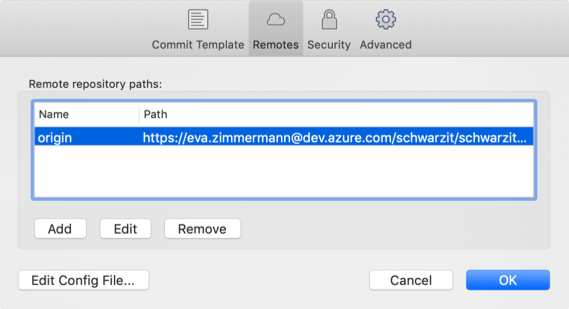 Commit Template Remotes Security Advanced
Remote repository paths:
Name Path
origin https://eva.zimmermann@dev.azure.com/schwarzit/schwarzit...
Add Edit Remove
Edit Config File... Cancel OK